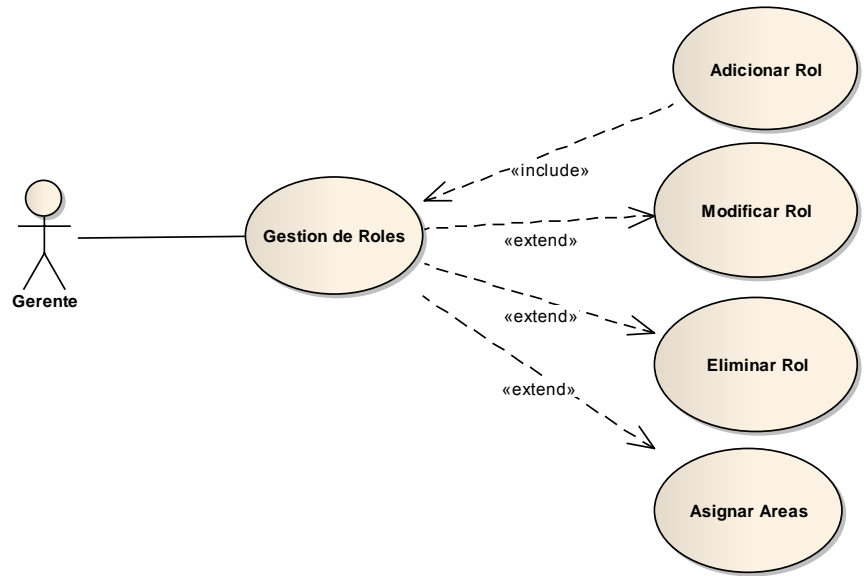 Adicionar Rol
«include»
Modificar Rol
Gestion de Roles
«extend»
Gerente
«extend»
Eliminar Rol
«extend»
Asignar Areas